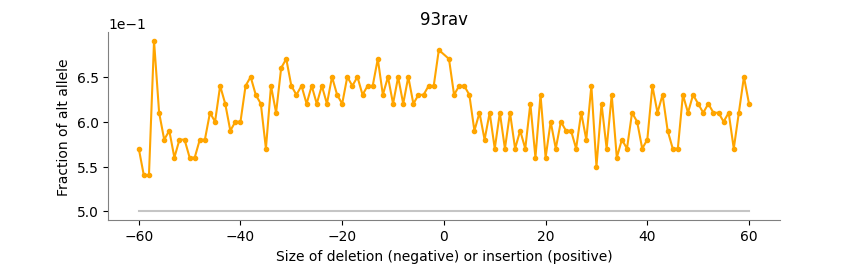 93rav
1e−1
Fraction of alt allele
6.5
6.0
5.5
5.0
−60 −40 −20 0 20 40 60
Size of deletion (negative) or insertion (positive)